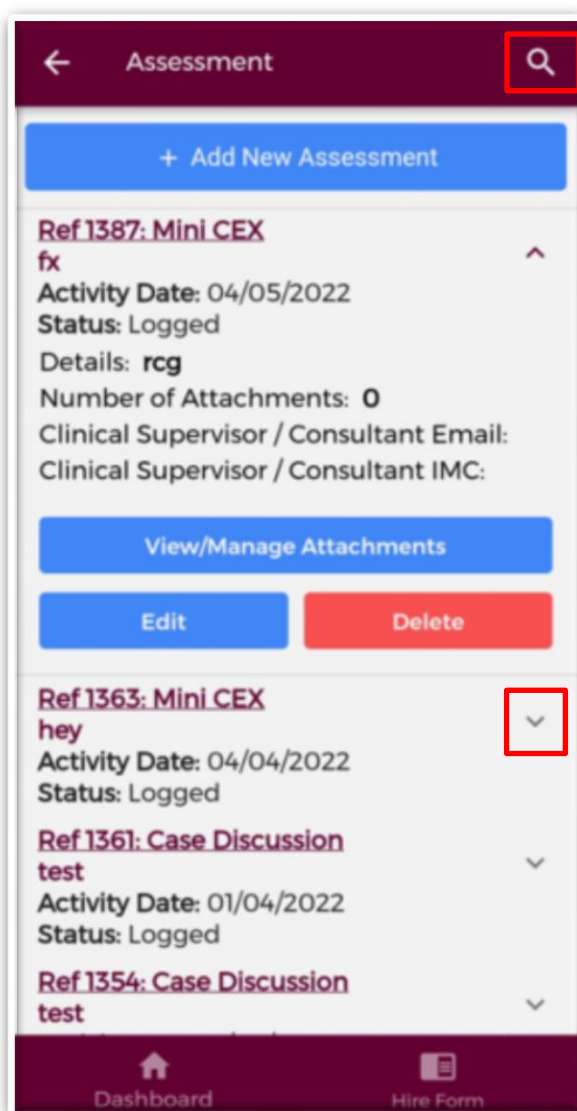 Assessment
+ Add New Assessment
Ref 1387: Mini CEX
fx
Activity Date: 04/05/2022
Status: Logged
Details: rcg
Number of Attachments: 0
Clinical Supervisor / Consultant Email:
Clinical Supervisor / Consultant IMC:
View/Manage Attachments
Edit Delete
Ref 1363: Mini CEX
hey
Activity Date: 04/04/2022
Status: Logged
Ref 1361: Case Discussion
test
Activity Date: 01/04/2022
Status: Logged
Ref 1354: Case Discussion
test
Dashboard Hire Form